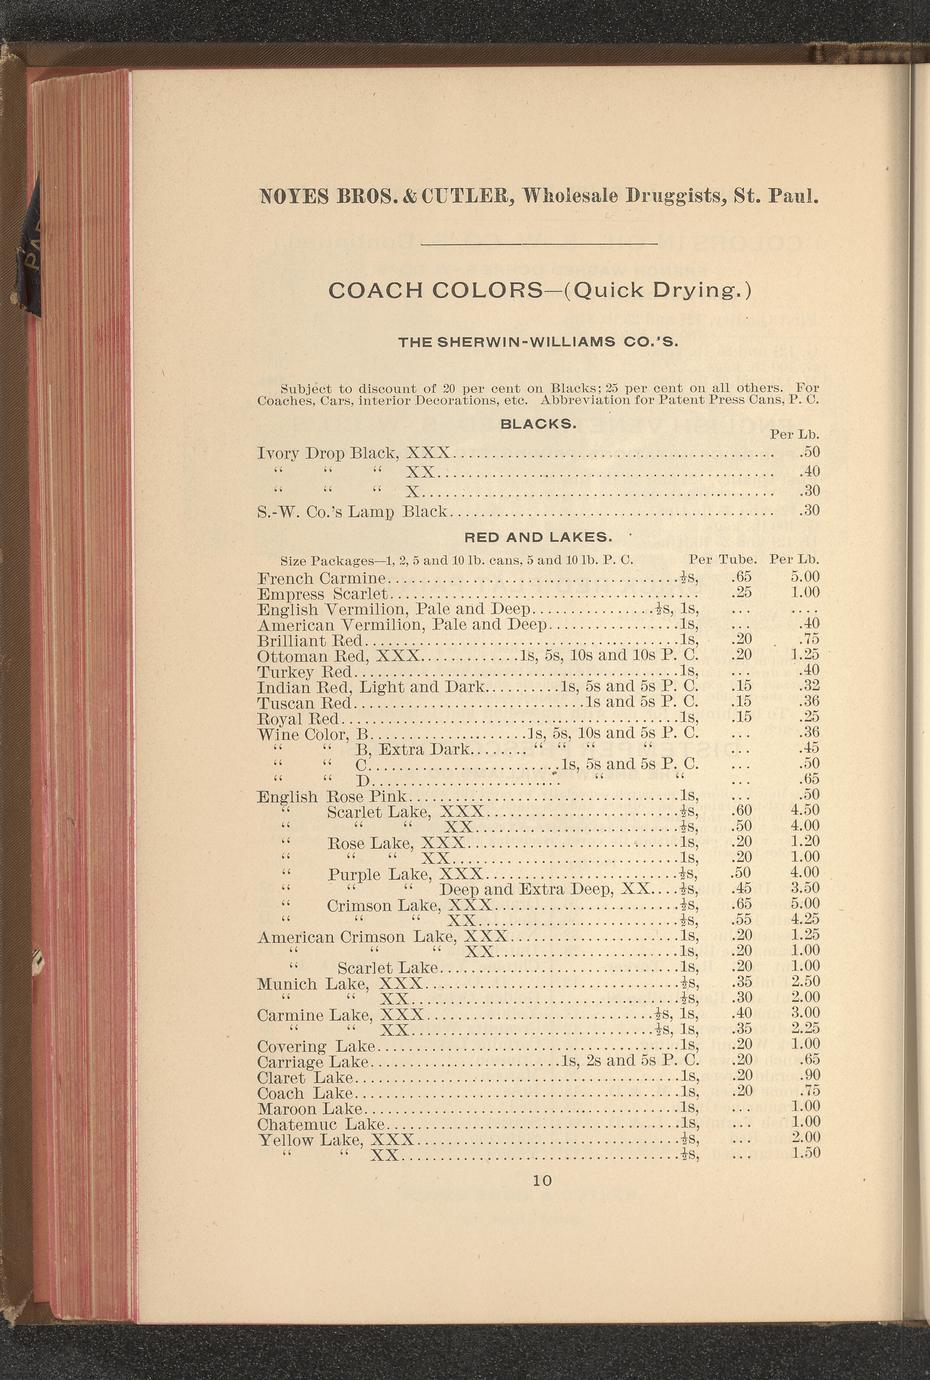 NOYES BROS. & CUTLER, Wholesale Druggists, St. Paul.
COACH COLORS—(Quick Drying.)
THE SHERWIN-WILLIAMS CO.'S.
Subject to discount of 20 per cent on Blacks; 25 per cent on all others. For
Coaches, Cars, interior Decorations, etc. Abbreviation for Patent Press Cans, P. C.
BLACKS.
Per Lb.
Ivory Drop Black, XXX.......... .50
“ “ “ XX.......... .40
“ “ “ X.......... .30
S.-W. Co.'s Lamp Black.......... .30
RED AND LAKES.
Size Packages—1, 2, 5 and 10 lb. cans, 5 and 10 lb. P. C. Per Tube. Per Lb.
French Carmine..........½s, .65 5.00
Empress Scarlet.......... .25 1.00
English Vermilion, Pale and Deep..........½s, 1s, ... ....
American Vermilion, Pale and Deep..........1s, ... .40
Brilliant Red..........1s, .20 .75
Ottoman Red, XXX..........1s, 5s, 10s and 10s P. C. .20 1.25
Turkey Red..........1s, ... .40
Indian Red, Light and Dark..........1s, 5s and 5s P. C. .15 .32
Tuscan Red..........1s and 5s P. C. .15 .36
Royal Red..........1s, .15 .25
Wine Color, B..........1s, 5s, 10s and 5s P. C. ... .36
“ “ B, Extra Dark.......... “ “ “ “ ... .45
“ “ C..........1s, 5s and 5s P. C. ... .50
“ “ D.......... “ “ ... .65
English Rose Pink..........1s, ... .50
“ Scarlet Lake, XXX..........½s, .60 4.50
“ “ “ XX..........½s, .50 4.00
“ Rose Lake, XXX..........1s, .20 1.20
“ “ “ XX..........1s, .20 1.00
“ Purple Lake, XXX..........½s, .50 4.00
“ “ “ Deep and Extra Deep, XX....½s, .45 3.50
“ Crimson Lake, XXX..........½s, .65 5.00
“ “ “ XX..........½s, .55 4.25
American Crimson Lake, XXX..........1s, .20 1.25
“ “ “ XX..........1s, .20 1.00
“ Scarlet Lake..........1s, .20 1.00
Munich Lake, XXX..........½s, .35 2.50
“ “ XX..........½s, .30 2.00
Carmine Lake, XXX..........½s, 1s, .40 3.00
“ “ XX..........½s, 1s, .35 2.25
Covering Lake..........1s, .20 1.00
Carriage Lake..........1s, 2s and 5s P. C. .20 .65
Claret Lake..........1s, .20 .90
Coach Lake..........1s, .20 .75
Maroon Lake..........1s, ... 1.00
Chatemuc Lake..........1s, ... 1.00
Yellow Lake, XXX..........½s, ... 2.00
“ “ XX..........½s, ... 1.50
10